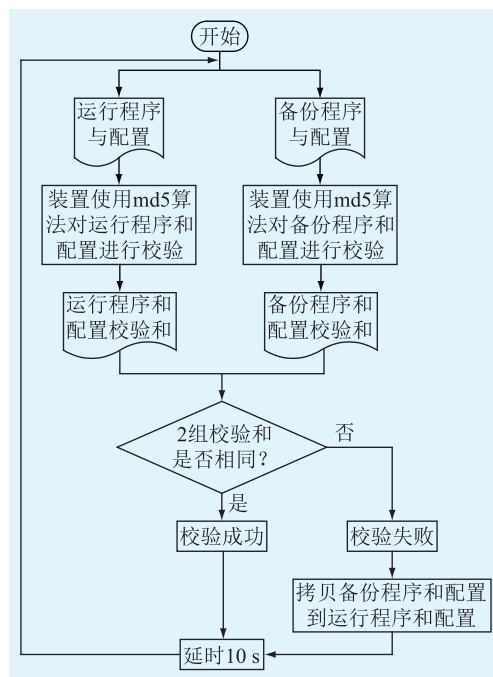 开始
运行程序
与配置
备份程序
与配置
装置使用md5算
法对运行程序和
配置进行校验
装置使用md5算
法对备份程序和
配置进行校验
运行程序和
配置校验和
备份程序和
配置校验和
2组校验和
是否相同？
否
是
校验成功
校验失败
拷贝备份程序和配置
到运行程序和配置
延时10 s